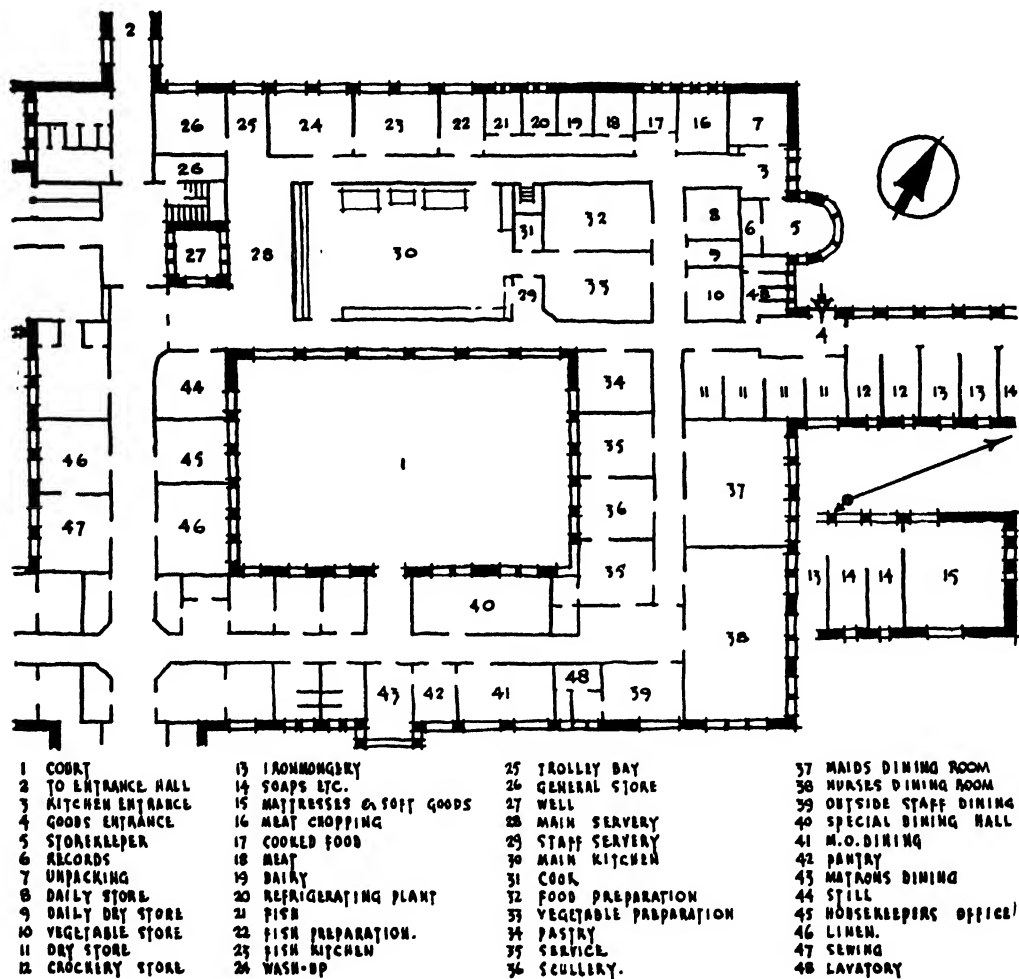 2
26 25 24 23 22 21 20 19 18 17 16 7
26 3
27 28 30 31 32 8 6 5
9
29 33 10 48
4
44 34 11 11 11 11 12 12 13 13 14
46 45 1 35 37
47 46 36
35 13 14 14 15
40 38
43 42 41 48 39
1 COURT
2 TO ENTRANCE HALL
3 KITCHEN ENTRANCE
4 GOODS ENTRANCE
5 STOREKEEPER
6 RECORDS
7 UNPACKING
8 DAILY STORE
9 DAILY DRY STORE
10 VEGETABLE STORE
11 DRY STORE
12 CROCKERY STORE
13 IRONMONGERY
14 SOAPS ETC.
15 MATTRESSES & SOFT GOODS
16 MEAT CHOPPING
17 COOKED FOOD
18 MEAT
19 DAIRY
20 REFRIGERATING PLANT
21 FISH
22 FISH PREPARATION.
23 FISH KITCHEN
24 WASH-UP
25 TROLLEY BAY
26 GENERAL STORE
27 WELL
28 MAIN SERVERY
29 STAFF SERVERY
30 MAIN KITCHEN
31 COOK
32 FOOD PREPARATION
33 VEGETABLE PREPARATION
34 PASTRY
35 SERVICE.
36 SCULLERY.
37 MAIDS DINING ROOM
38 NURSES DINING ROOM
39 OUTSIDE STAFF DINING
40 SPECIAL DINING HALL
41 M.O. DINING
42 PANTRY
43 MATRONS DINING
44 STILL
45 HOUSEKEEPERS OFFICE
46 LINEN.
47 SEWING
48 LAVATORY